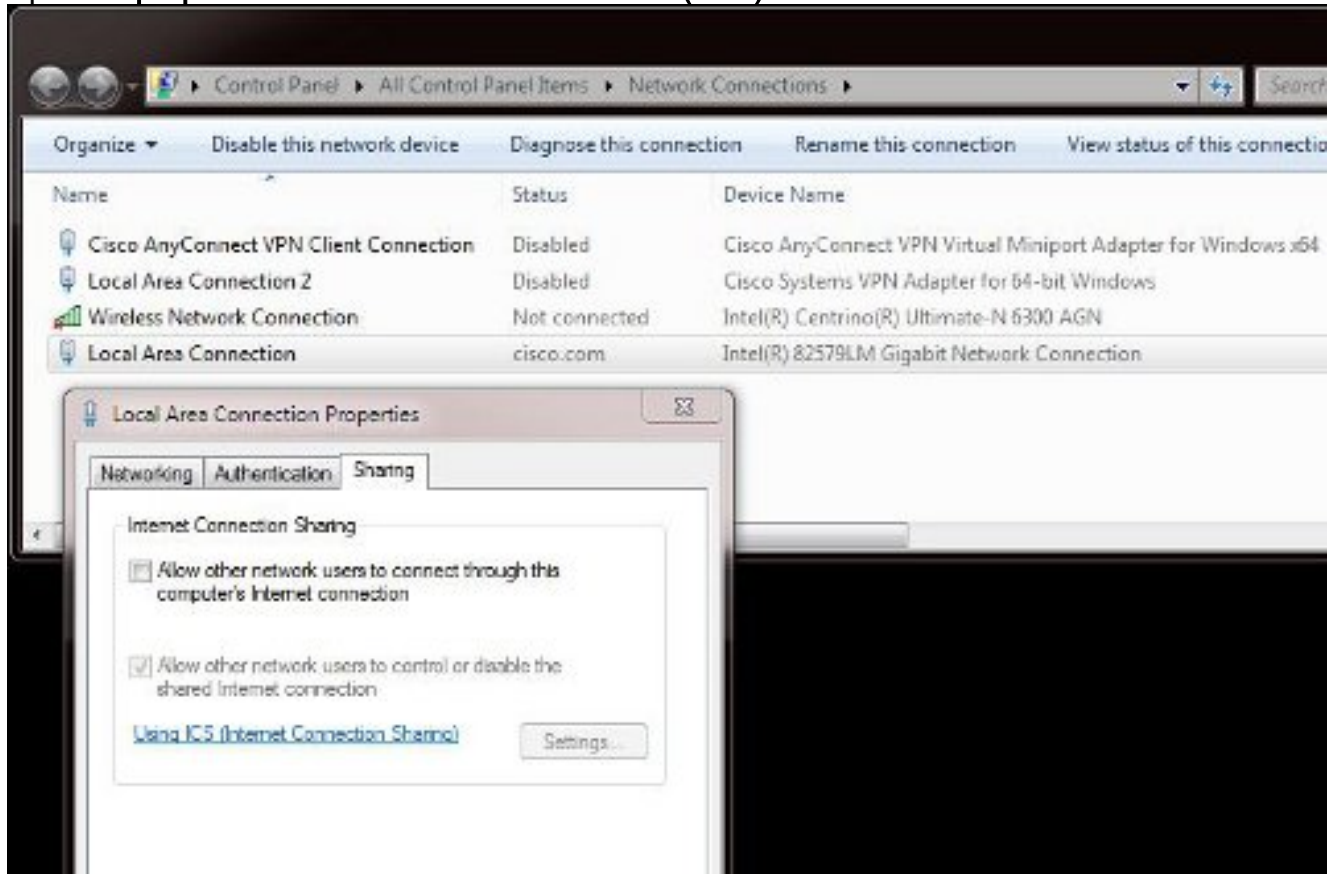 Control Panel ▸ All Control Panel Items ▸ Network Connections ▸ Search
Organize Disable this network device Diagnose this connection Rename this connection View status of this connectio
Name Status Device Name
Cisco AnyConnect VPN Client Connection Disabled Cisco AnyConnect VPN Virtual Miniport Adapter for Windows x64
Local Area Connection 2 Disabled Cisco Systems VPN Adapter for 64-bit Windows
Wireless Network Connection Not connected Intel(R) Centrino(R) Ultimate-N 6300 AGN
Local Area Connection cisco.com Intel(R) 82579LM Gigabit Network Connection
Local Area Connection Properties
Networking Authentication Sharing
Internet Connection Sharing
Allow other network users to connect through this
computer's Internet connection
Allow other network users to control or disable the
shared Internet connection
Using ICS (Internet Connection Sharing)
Settings...